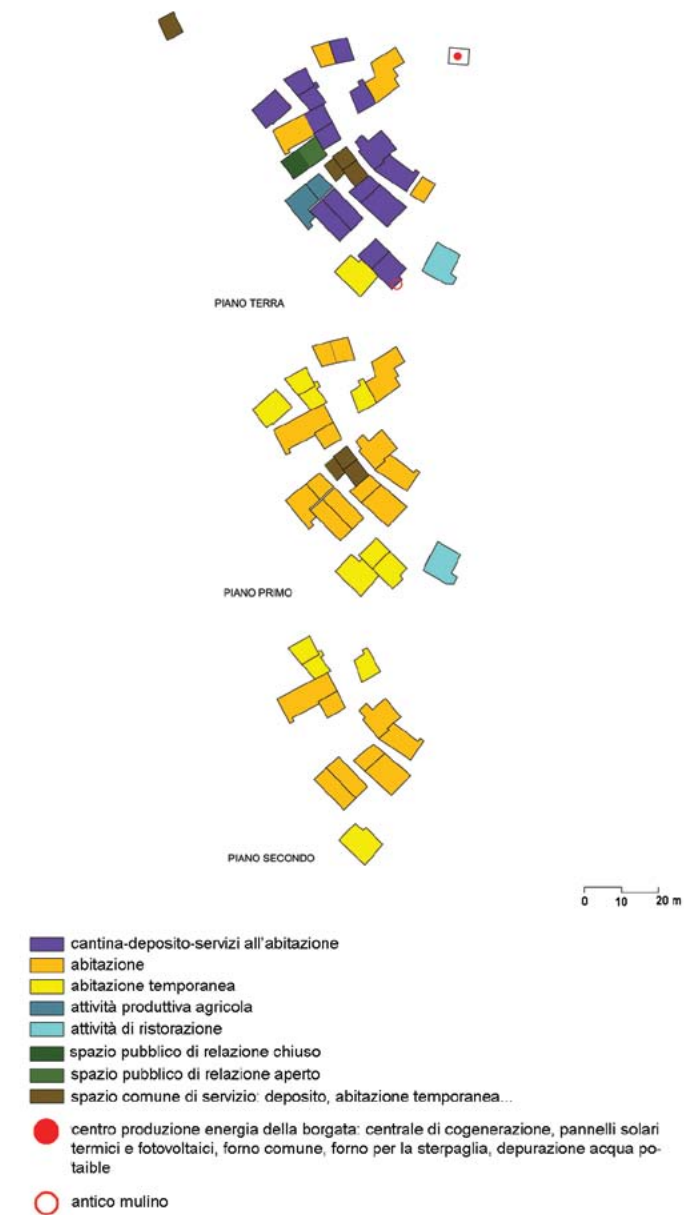 PIANO TERRA
PIANO PRIMO
PIANO SECONDO
0 10 20 m
cantina-deposito-servizi all'abitazione
abitazione
abitazione temporanea
attività produttiva agricola
attività di ristorazione
spazio pubblico di relazione chiuso
spazio pubblico di relazione aperto
spazio comune di servizio: deposito, abitazione temporanea...
centro produzione energia della borgata: centrale di cogenerazione, pannelli solari
termici e fotovoltaici, forno comune, forno per la sterpaglia, depurazione acqua po-
taibile
antico mulino